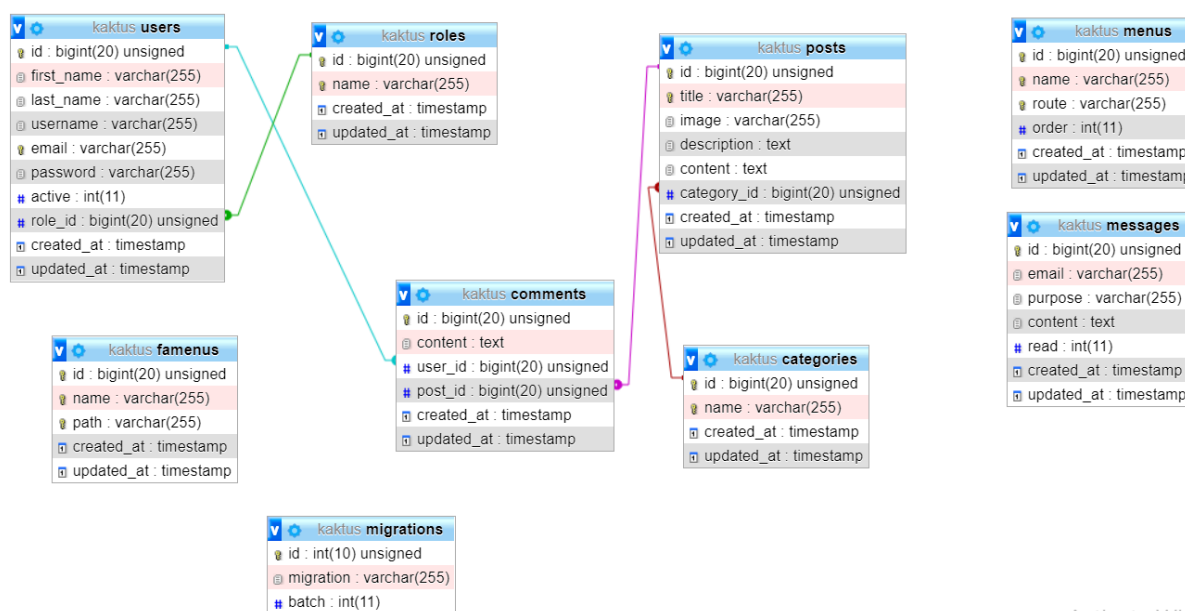 kaktus users
id : bigint(20) unsigned
first_name : varchar(255)
last_name : varchar(255)
username : varchar(255)
email : varchar(255)
password : varchar(255)
active : int(11)
role_id : bigint(20) unsigned
created_at : timestamp
updated_at : timestamp
kaktus roles
id : bigint(20) unsigned
name : varchar(255)
created_at : timestamp
updated_at : timestamp
kaktus posts
id : bigint(20) unsigned
title : varchar(255)
image : varchar(255)
description : text
content : text
category_id : bigint(20) unsigned
created_at : timestamp
updated_at : timestamp
kaktus menus
id : bigint(20) unsigned
name : varchar(255)
route : varchar(255)
order : int(11)
created_at : timestamp
updated_at : timestamp
kaktus messages
id : bigint(20) unsigned
email : varchar(255)
purpose : varchar(255)
content : text
read : int(11)
created_at : timestamp
updated_at : timestamp
kaktus comments
id : bigint(20) unsigned
content : text
user_id : bigint(20) unsigned
post_id : bigint(20) unsigned
created_at : timestamp
updated_at : timestamp
kaktus famenus
id : bigint(20) unsigned
name : varchar(255)
path : varchar(255)
created_at : timestamp
updated_at : timestamp
kaktus categories
id : bigint(20) unsigned
name : varchar(255)
created_at : timestamp
updated_at : timestamp
kaktus migrations
id : int(10) unsigned
migration : varchar(255)
batch : int(11)